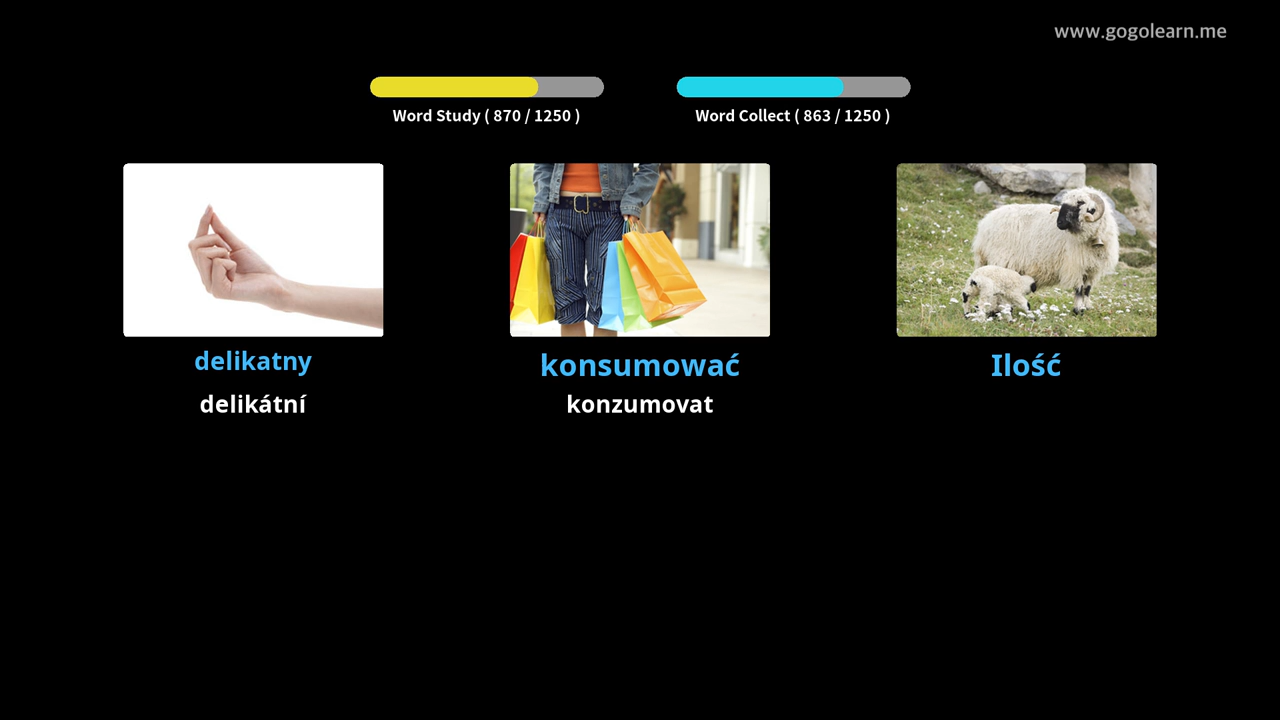 www.gogolearn.me
Word Study ( 870 / 1250 )
Word Collect ( 863 / 1250 )
delikatny
delikátní
konsumować
konzumovat
Ilość